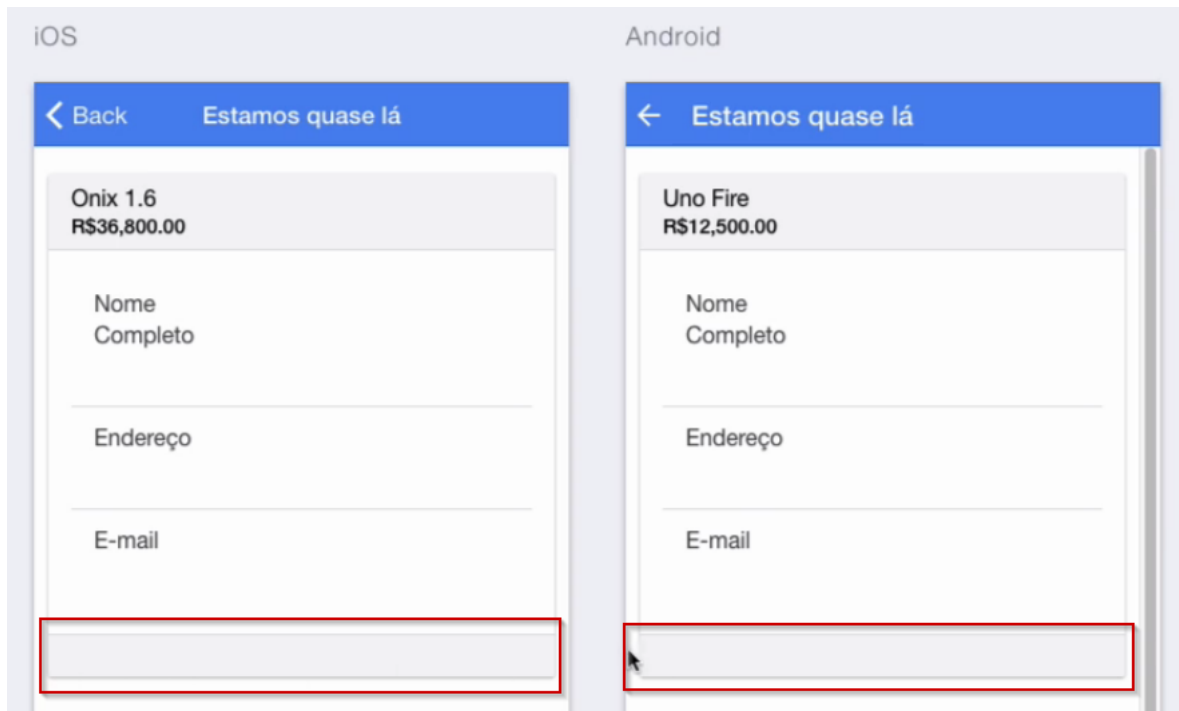 iOS
Back
Estamos quase lá
Onix 1.6
R$36,800.00
Nome
Completo
Endereço
E-mail
Android
Estamos quase lá
Uno Fire
R$12,500.00
Nome
Completo
Endereço
E-mail